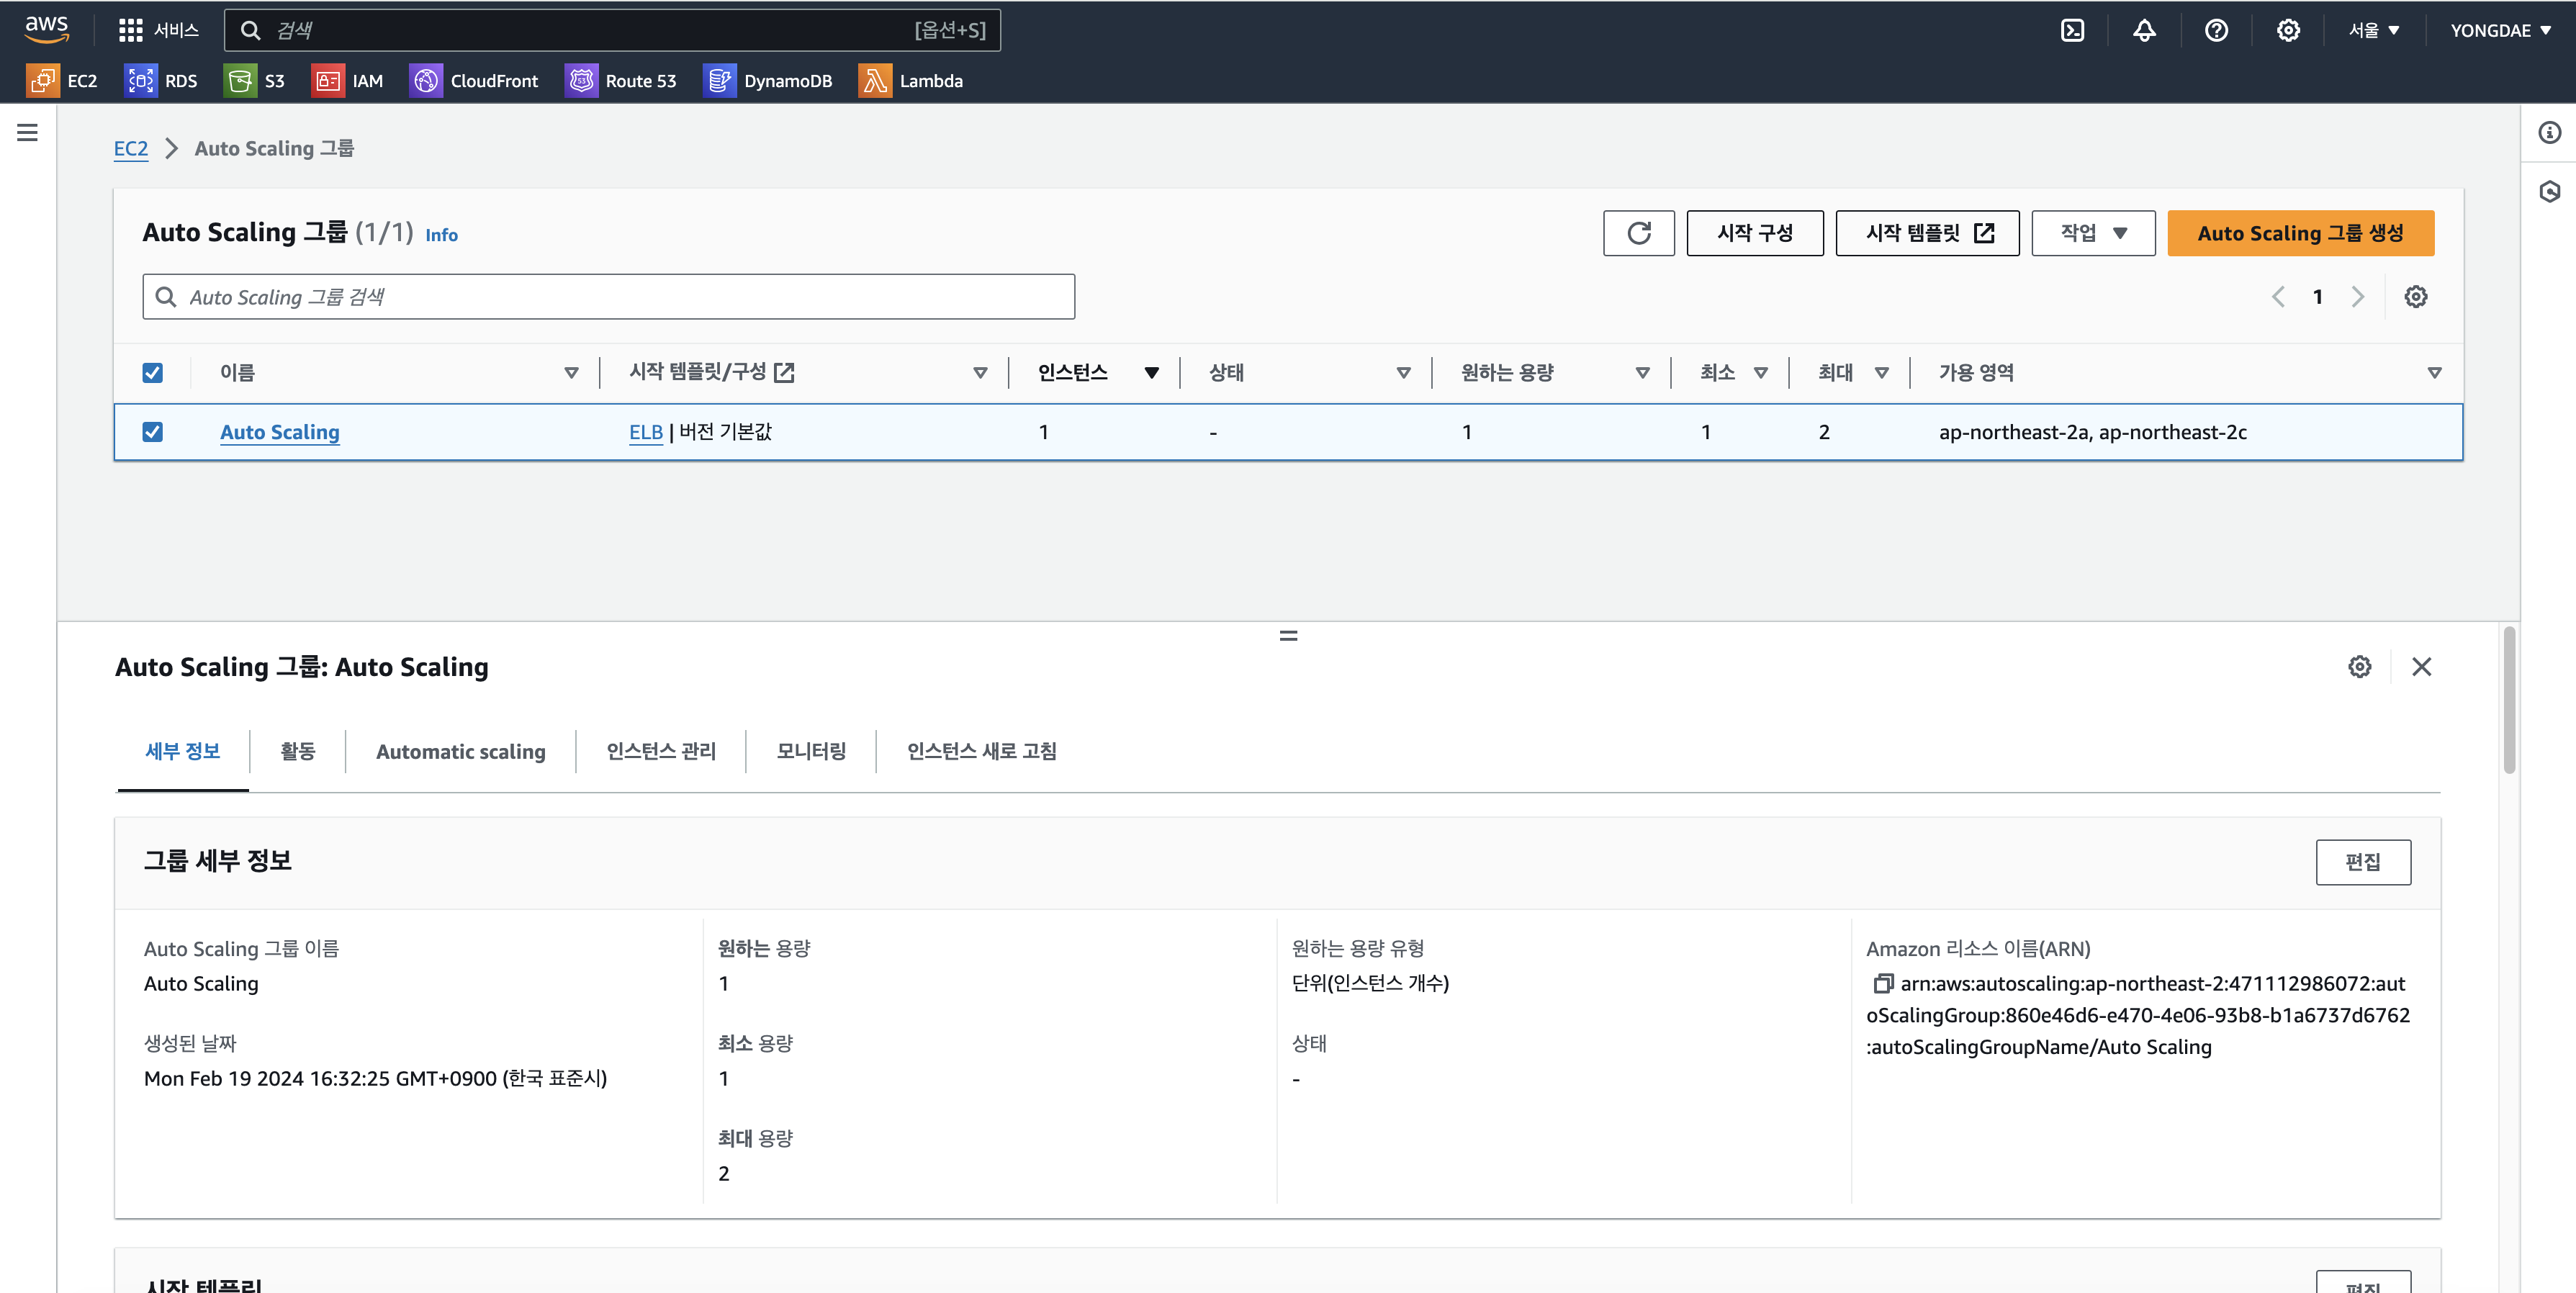 aws
서비스
검색
[옵션+S]
서울
YONGDAE
EC2
RDS
S3
IAM
CloudFront
Route 53
DynamoDB
Lambda
EC2
Auto Scaling 그룹
Auto Scaling 그룹 (1/1) Info
시작 구성
시작 템플릿
작업
Auto Scaling 그룹 생성
Auto Scaling 그룹 검색
1
이름
시작 템플릿/구성
인스턴스
상태
원하는 용량
최소
최대
가용 영역
Auto Scaling
ELB | 버전 기본값
1
-
1
1
2
ap-northeast-2a, ap-northeast-2c
Auto Scaling 그룹: Auto Scaling
세부 정보
활동
Automatic scaling
인스턴스 관리
모니터링
인스턴스 새로 고침
그룹 세부 정보
편집
Auto Scaling 그룹 이름
Auto Scaling
생성된 날짜
Mon Feb 19 2024 16:32:25 GMT+0900 (한국 표준시)
원하는 용량
1
최소 용량
1
최대 용량
2
원하는 용량 유형
단위(인스턴스 개수)
상태
-
Amazon 리소스 이름(ARN)
arn:aws:autoscaling:ap-northeast-2:471112986072:aut
oScalingGroup:860e46d6-e470-4e06-93b8-b1a6737d6762
:autoScalingGroupName/Auto Scaling
시작 템플릿
편집